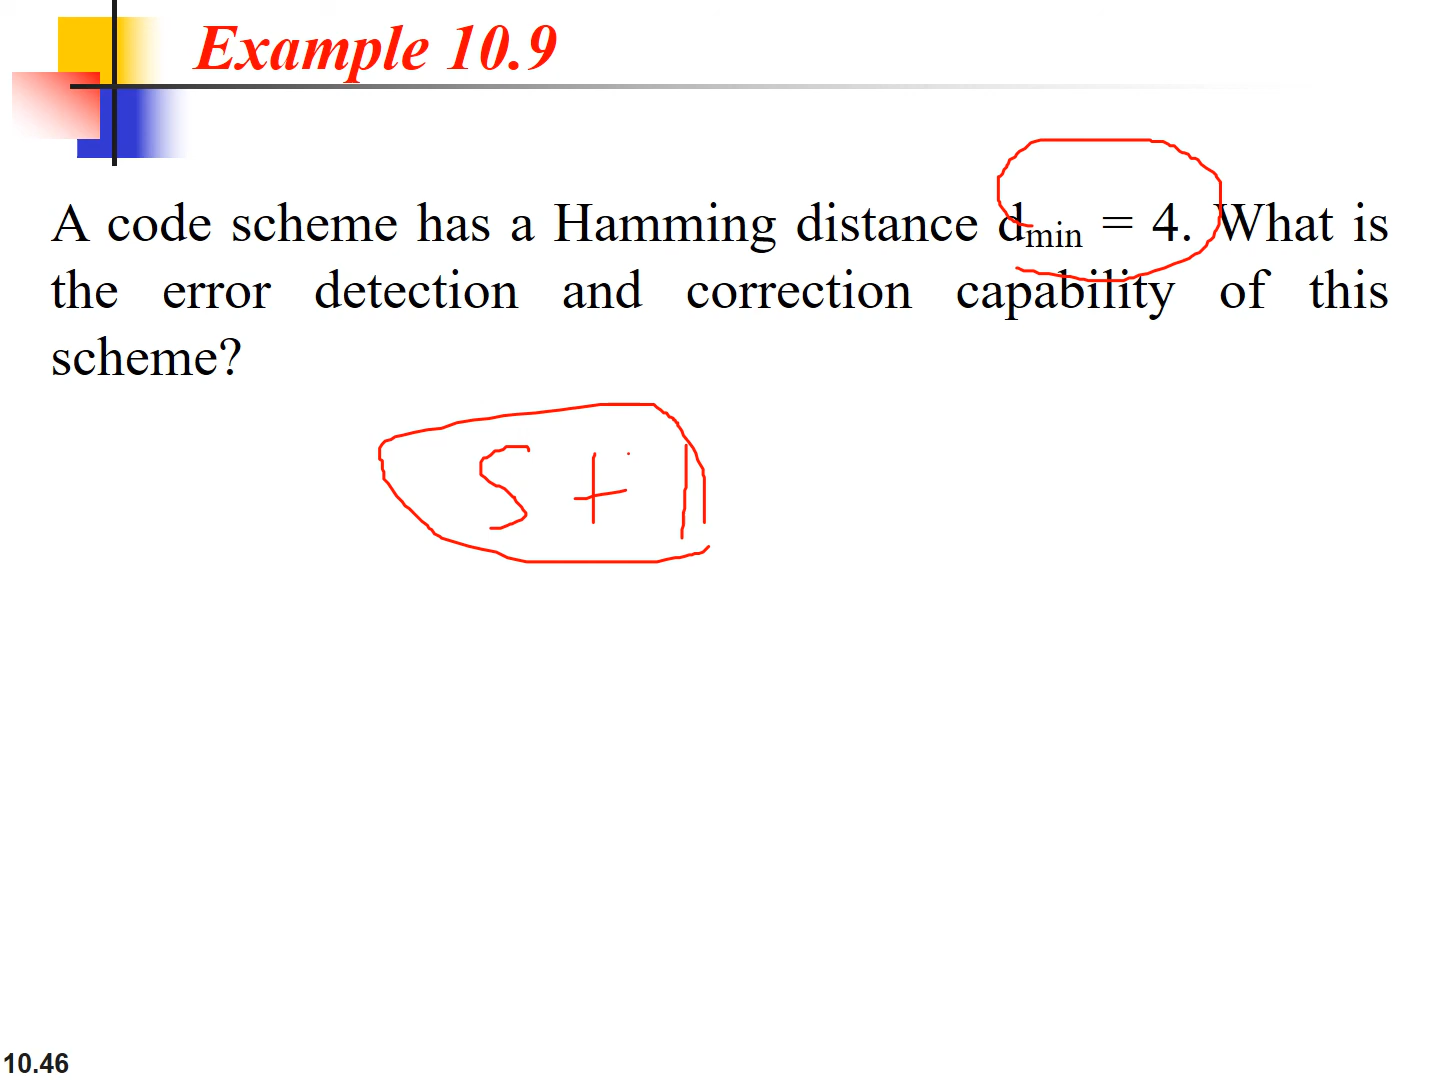 Example 10.9
A code scheme has a Hamming distance dmin = 4. What is
the error detection and correction capability of this
scheme?
S + 1
10.46